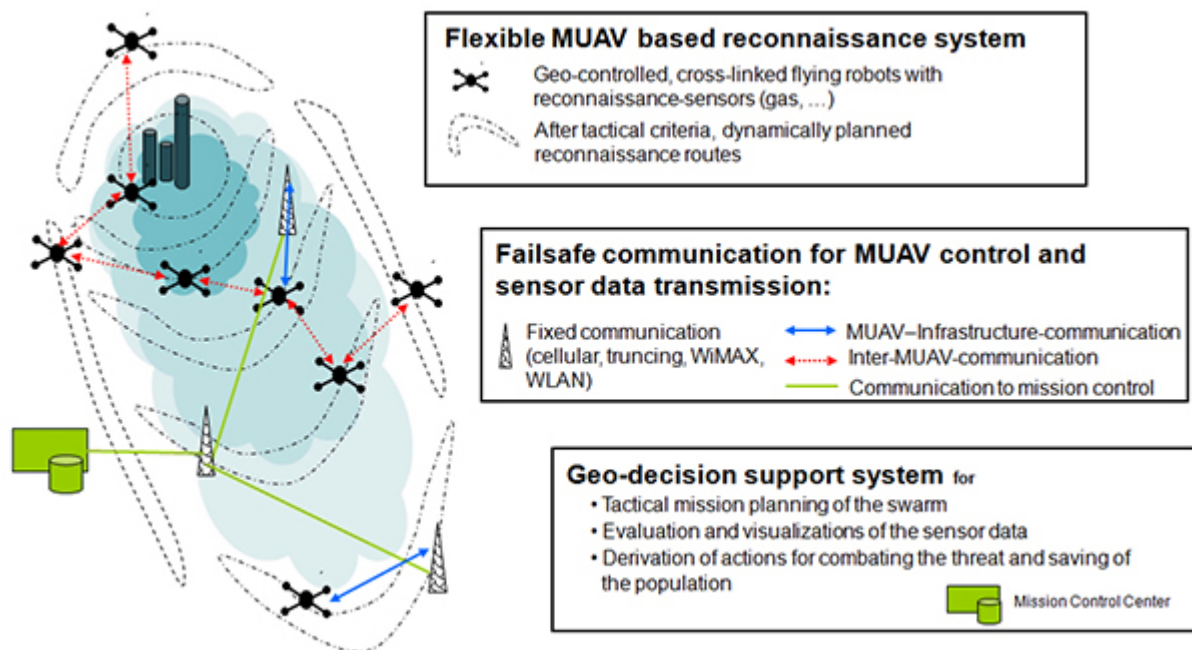 Flexible MUAV based reconnaissance system
Geo-controlled, cross-linked flying robots with
reconnaissance-sensors (gas, ...)
After tactical criteria, dynamically planned
reconnaissance routes
Failsafe communication for MUAV control and
sensor data transmission:
Fixed communication
(cellular, truncing, WiMAX,
WLAN)
MUAV–Infrastructure-communication
Inter-MUAV-communication
Communication to mission control
Geo-decision support system for
• Tactical mission planning of the swarm
• Evaluation and visualizations of the sensor data
• Derivation of actions for combating the threat and saving of
the population
Mission Control Center